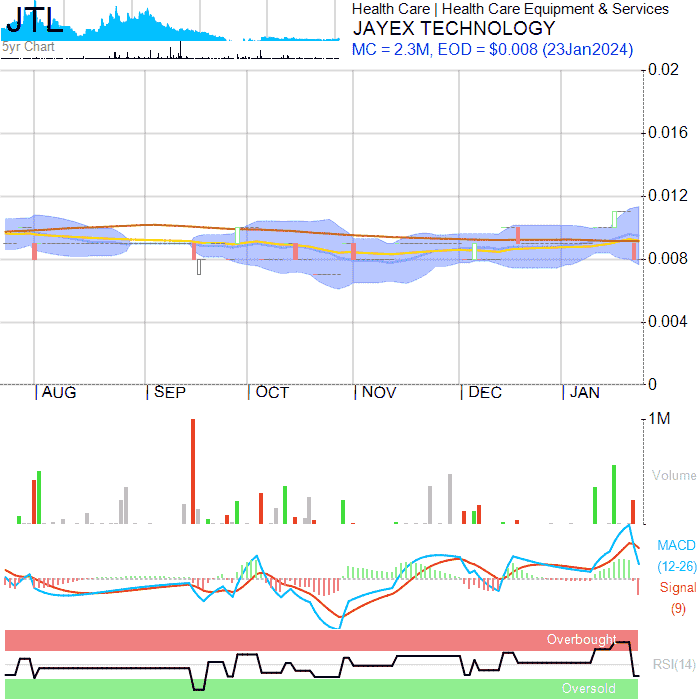 JTL
5yr Chart
Health Care | Health Care Equipment & Services
JAYEX TECHNOLOGY
MC = 2.3M, EOD = $0.008 (23Jan2024)
0.02
0.016
0.012
0.008
0.004
0
AUG
SEP
OCT
NOV
DEC
JAN
1M
Volume
MACD
(12-26)
Signal
(9)
Overbought
RSI(14)
Oversold